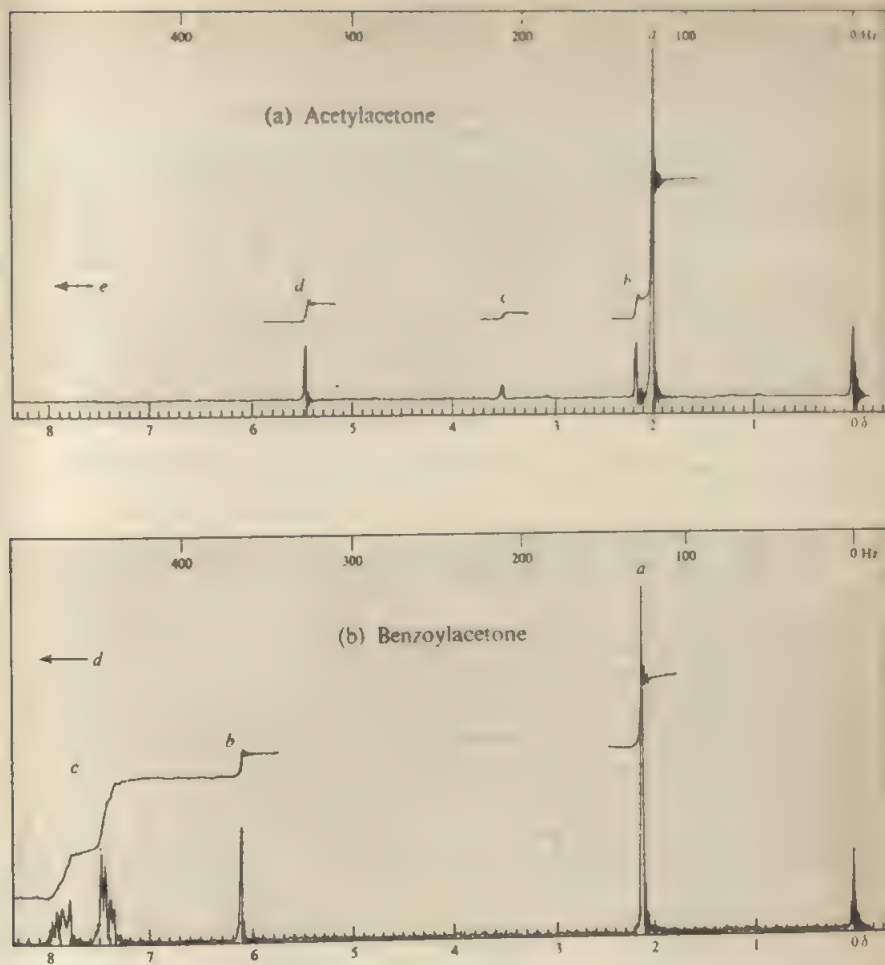 400 300 200 a 100 0 Hz
(a) Acetylacetone
e d c b
8 7 6 5 4 3 2 1 0 δ
400 300 200 100 0 Hz
a
(b) Benzoylacetone
d
b
c
8 7 6 5 4 3 2 1 0 δ